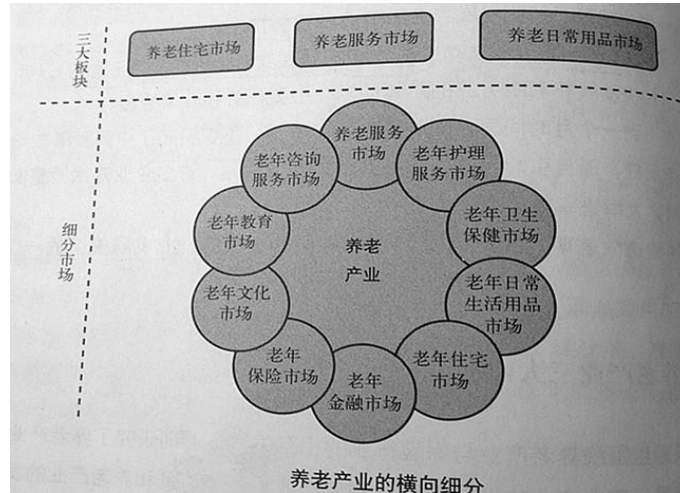 三大板块
养老住宅市场
养老服务市场
养老日常用品市场
细分市场
养老服务
市场
老年护理
服务市场
老年卫生
保健市场
老年日常
生活用品
市场
老年住宅
市场
老年
金融市场
老年
保险市场
老年文化
市场
老年教育
市场
老年咨询
服务市场
养老
产业
养老产业的横向细分